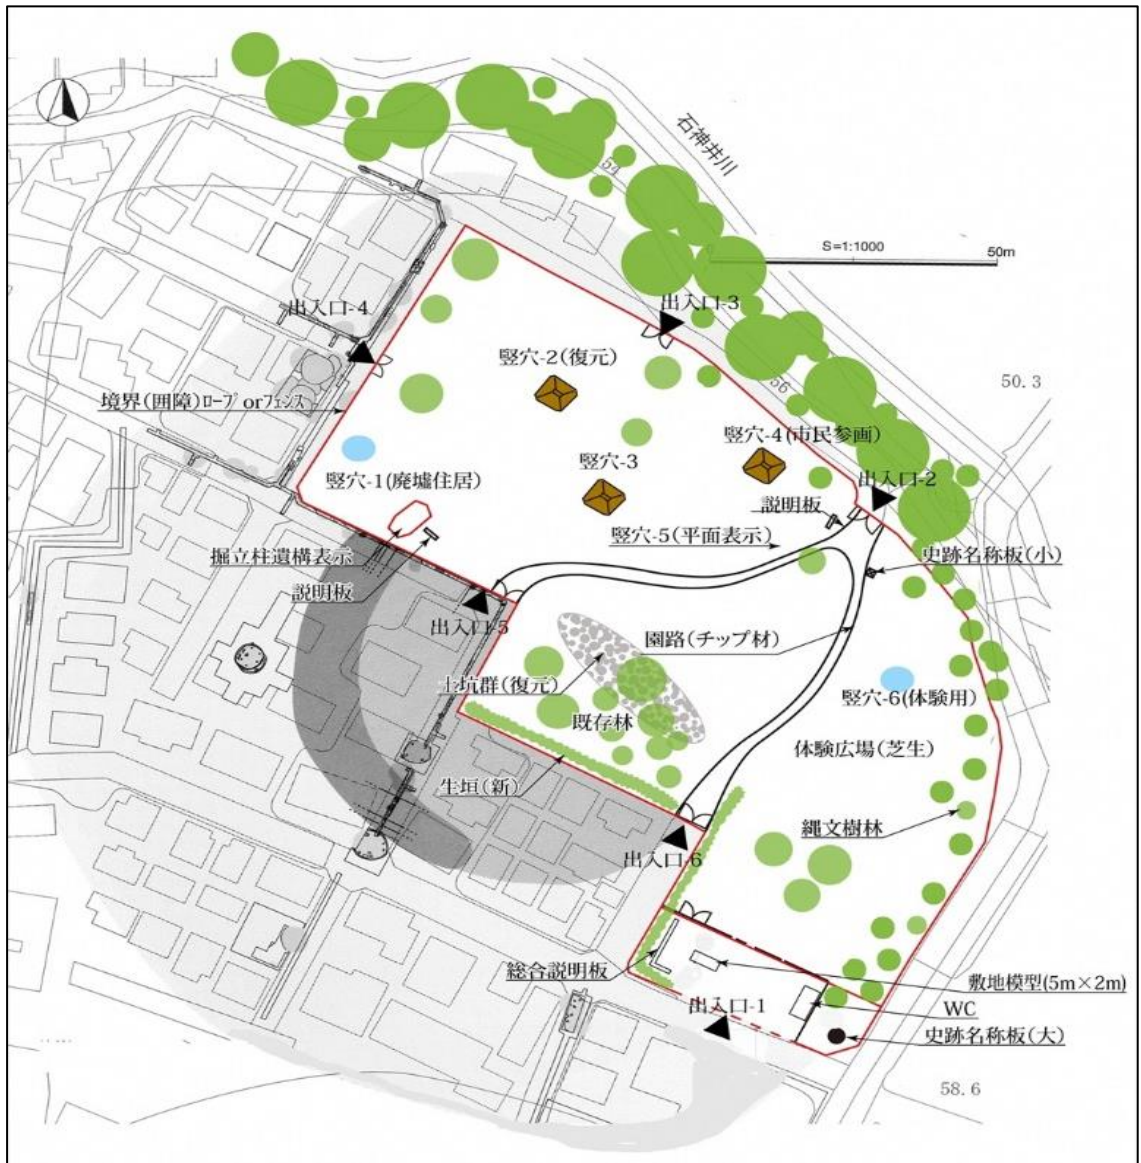 石神井川
54
S=1:1000
50m
出入口-4
出入口-3
竪穴-2(復元)
56
50.3
境界(囲障)ﾛｰﾌﾟorﾌｪﾝｽ
竪穴-4(市民参画)
竪穴-3
竪穴-1(廃墟住居)
出入口-2
説明板
竪穴-5(平面表示)
掘立柱遺構表示
史跡名称板(小)
説明板
出入口-5
園路(チップ材)
土坑群(復元)
竪穴-6(体験用)
既存林
体験広場(芝生)
生垣(新)
縄文樹林
出入口-6
総合説明板
敷地模型(5m×2m)
出入口-1
WC
史跡名称板(大)
58.6